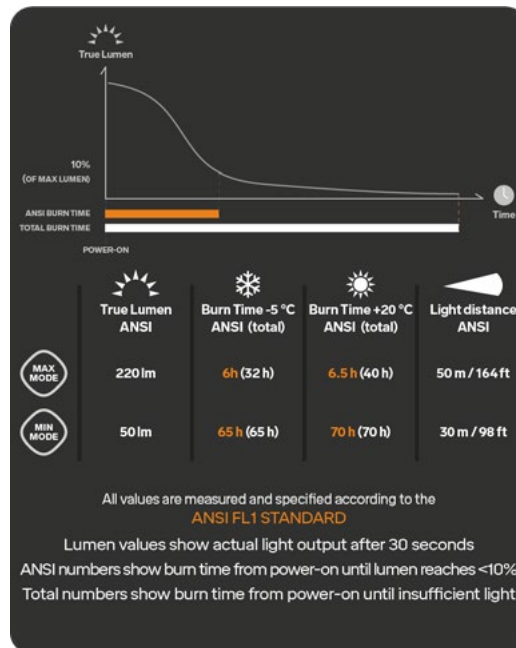 True Lumen
10%
(OF MAX LUMEN)
ANSI BURN TIME
TOTAL BURN TIME
Time
POWER-ON
True Lumen
ANSI
Burn Time -5 °C
ANSI (total)
Burn Time +20 °C
ANSI (total)
Light distance
ANSI
MAX
MODE
220 lm
6h (32 h)
6.5 h (40 h)
50 m / 164 ft
MIN
MODE
50 lm
65 h (65 h)
70 h (70 h)
30 m / 98 ft
All values are measured and specified according to the
ANSI FL1 STANDARD
Lumen values show actual light output after 30 seconds
ANSI numbers show burn time from power-on until lumen reaches <10%
Total numbers show burn time from power-on until insufficient light